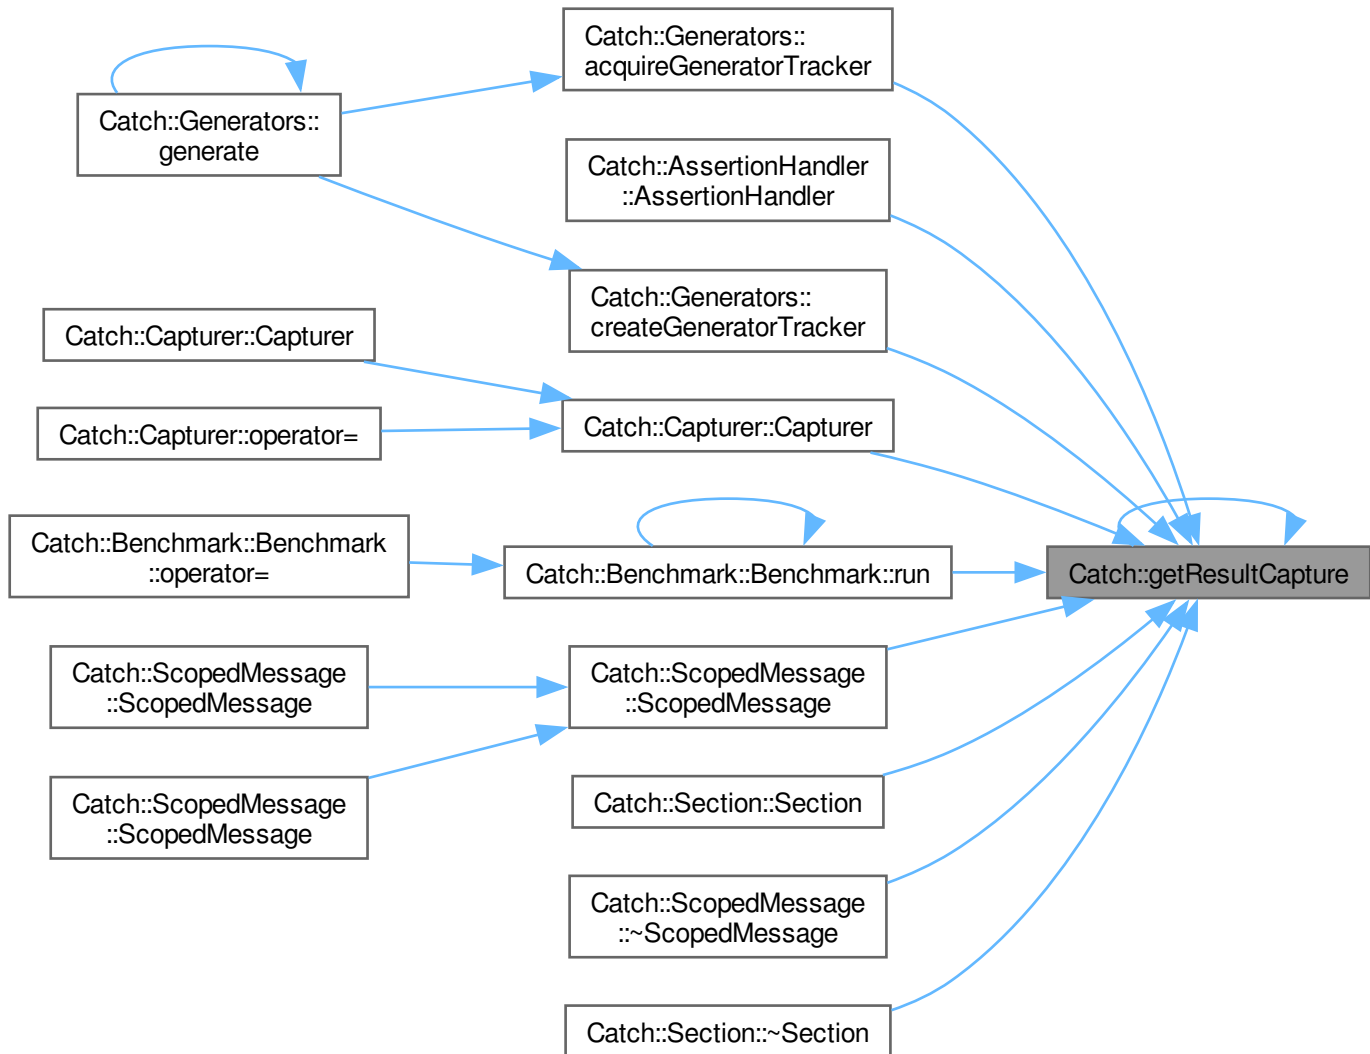 Catch::Generators::
acquireGeneratorTracker
Catch::Generators::
generate
Catch::AssertionHandler
::AssertionHandler
Catch::Generators::
createGeneratorTracker
Catch::Capturer::Capturer
Catch::Capturer::operator=
Catch::Capturer::Capturer
Catch::Benchmark::Benchmark
::operator=
Catch::Benchmark::Benchmark::run
Catch::getResultCapture
Catch::ScopedMessage
::ScopedMessage
Catch::ScopedMessage
::ScopedMessage
Catch::ScopedMessage
::ScopedMessage
Catch::Section::Section
Catch::ScopedMessage
::~ScopedMessage
Catch::Section::~Section